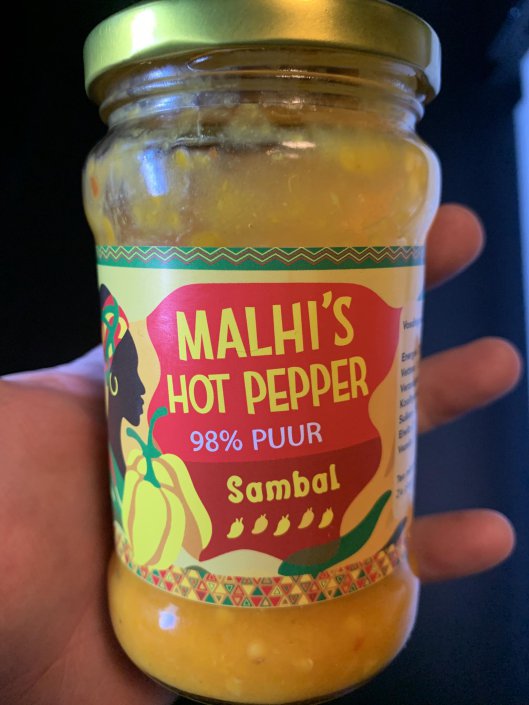 MALHI'S
HOT PEPPER
98% PUUR
Sambal